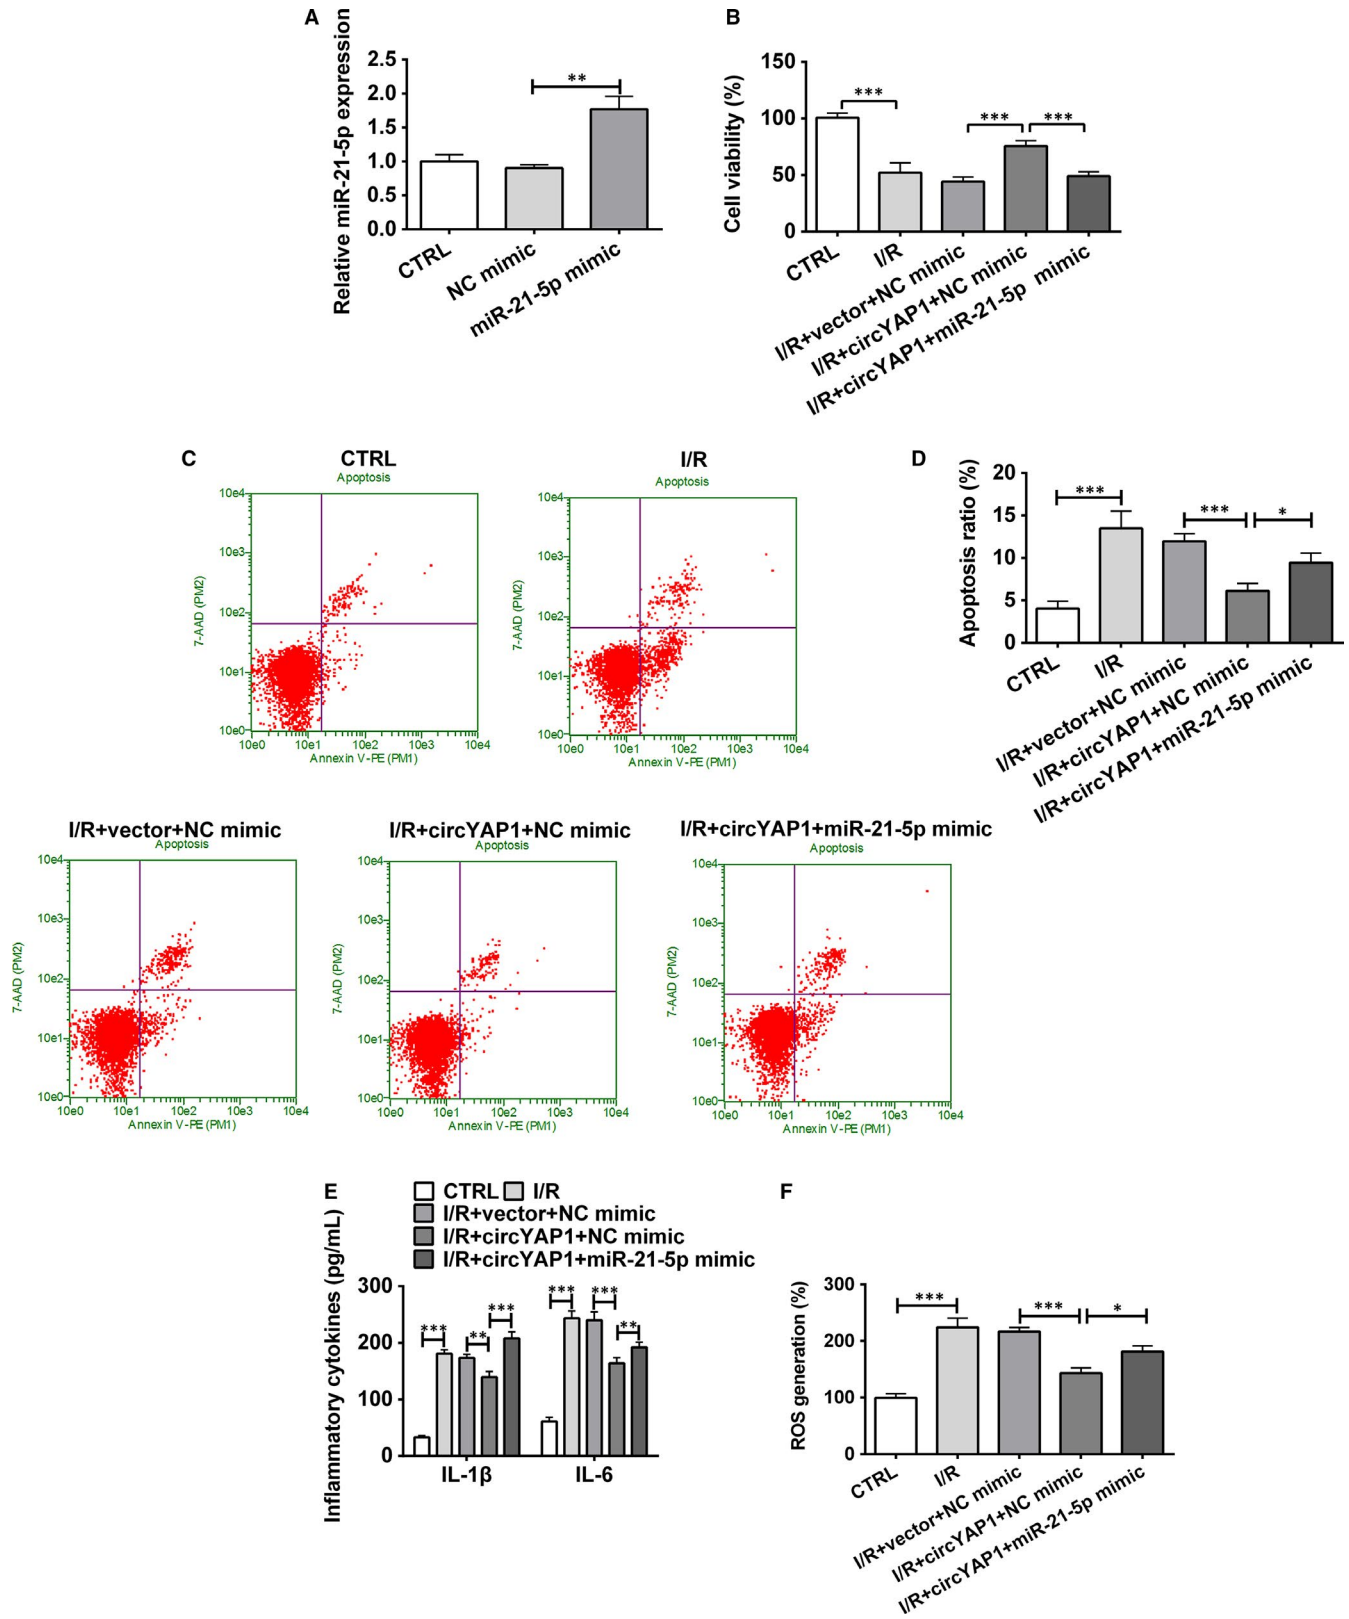 A
Relative miR-21-5p expression
2.5
2.0
1.5
1.0
0.5
0.0
**
CTRL
NC mimic
miR-21-5p mimic
B
Cell viability (%)
150
100
50
0
***
***
***
CTRL
I/R
I/R+vector+NC mimic
I/R+circYAP1+NC mimic
I/R+circYAP1+miR-21-5p mimic
C
CTRL
Apoptosis
7-AAD (PM2)
10e4
10e3
10e2
10e1
10e0
10e0 10e1 10e2 10e3 10e4
Annexin V-PE (PM1)
I/R
Apoptosis
7-AAD (PM2)
10e4
10e3
10e2
10e1
10e0
10e0 10e1 10e2 10e3 10e4
Annexin V-PE (PM1)
D
Apoptosis ratio (%)
20
15
10
5
0
***
***
*
CTRL
I/R
I/R+vector+NC mimic
I/R+circYAP1+NC mimic
I/R+circYAP1+miR-21-5p mimic
I/R+vector+NC mimic
Apoptosis
7-AAD (PM2)
10e4
10e3
10e2
10e1
10e0
10e0 10e1 10e2 10e3 10e4
Annexin V-PE (PM1)
I/R+circYAP1+NC mimic
Apoptosis
7-AAD (PM2)
10e4
10e3
10e2
10e1
10e0
10e0 10e1 10e2 10e3 10e4
Annexin V-PE (PM1)
I/R+circYAP1+miR-21-5p mimic
Apoptosis
7-AAD (PM2)
10e4
10e3
10e2
10e1
10e0
10e0 10e1 10e2 10e3 10e4
Annexin V-PE (PM1)
E
CTRL I/R
I/R+vector+NC mimic
I/R+circYAP1+NC mimic
I/R+circYAP1+miR-21-5p mimic
Inflammatory cytokines (pg/mL)
300
200
100
0
***
**
***
***
***
**
IL-1β IL-6
F
ROS generation (%)
300
200
100
0
***
***
*
CTRL
I/R
I/R+vector+NC mimic
I/R+circYAP1+NC mimic
I/R+circYAP1+miR-21-5p mimic